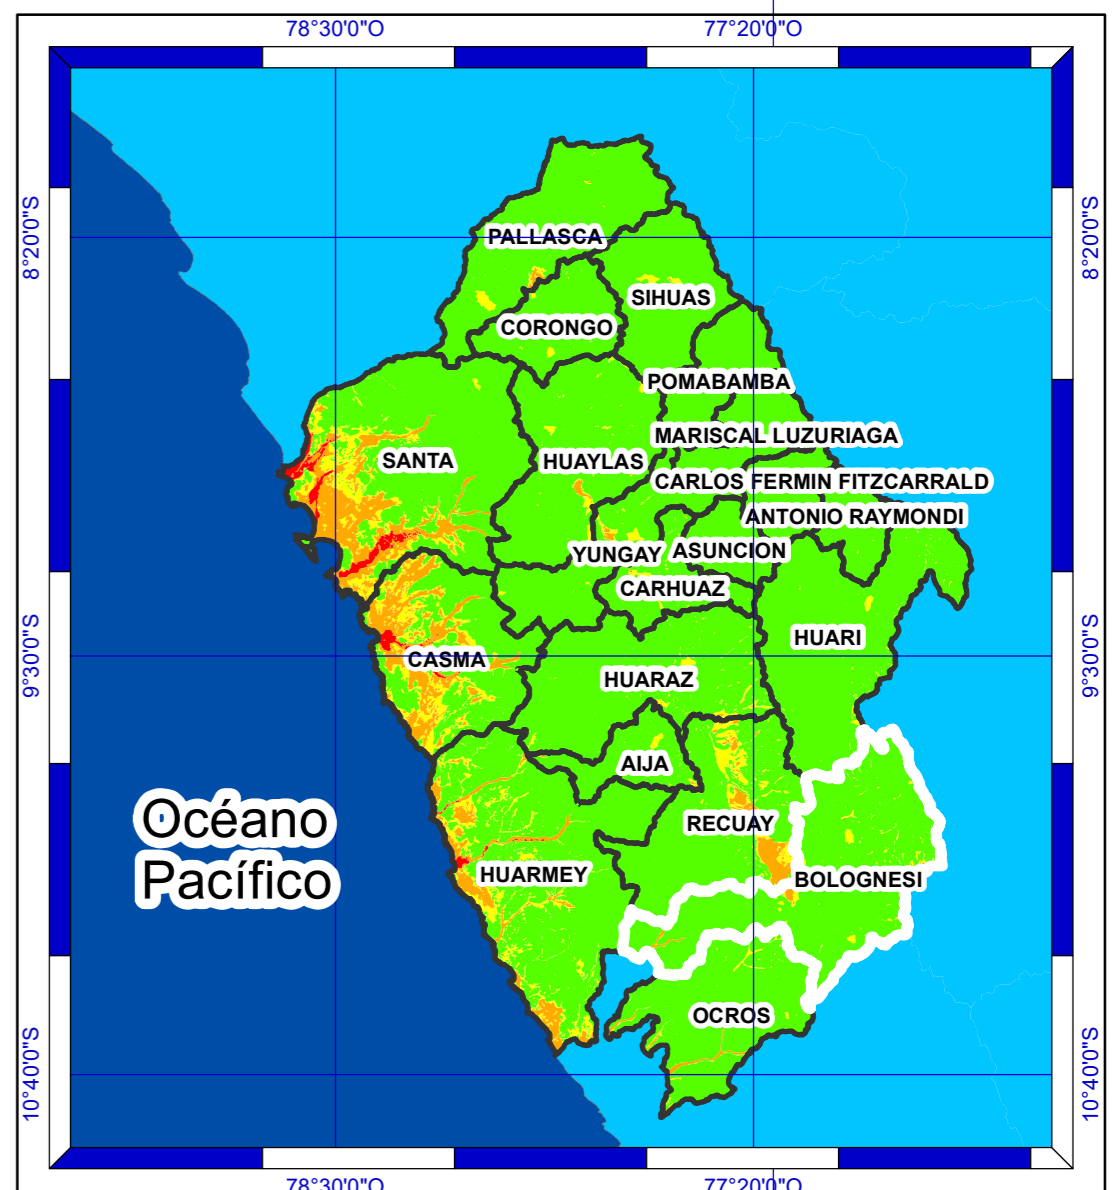 78°30'0"O 77°20'0"O
8°20'0"S 8°20'0"S
PALLASCA
SIHUAS
CORONGO
POMABAMBA
MARISCAL LUZURIAGA
SANTA HUAYLAS
CARLOS FERMIN FITZCARRALD
ANTONIO RAYMONDI
YUNGAY ASUNCION
CARHUAZ
HUARI
9°30'0"S 9°30'0"S
CASMA
HUARAZ
AIJA
Océano
Pacífico
RECUAY
HUARMEY BOLOGNESI
OCROS
10°40'0"S 10°40'0"S
78°30'0"O 77°20'0"O